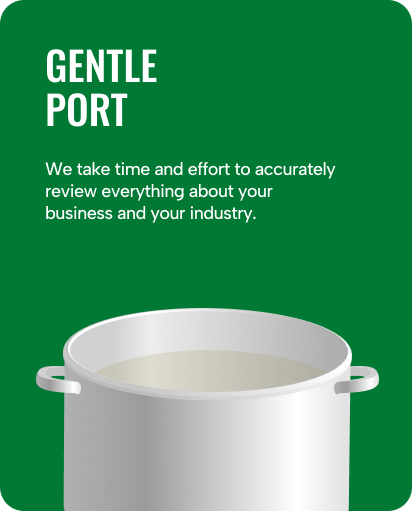 GENTLE
PORT
We take time and effort to accurately
review everything about your
business and your industry.